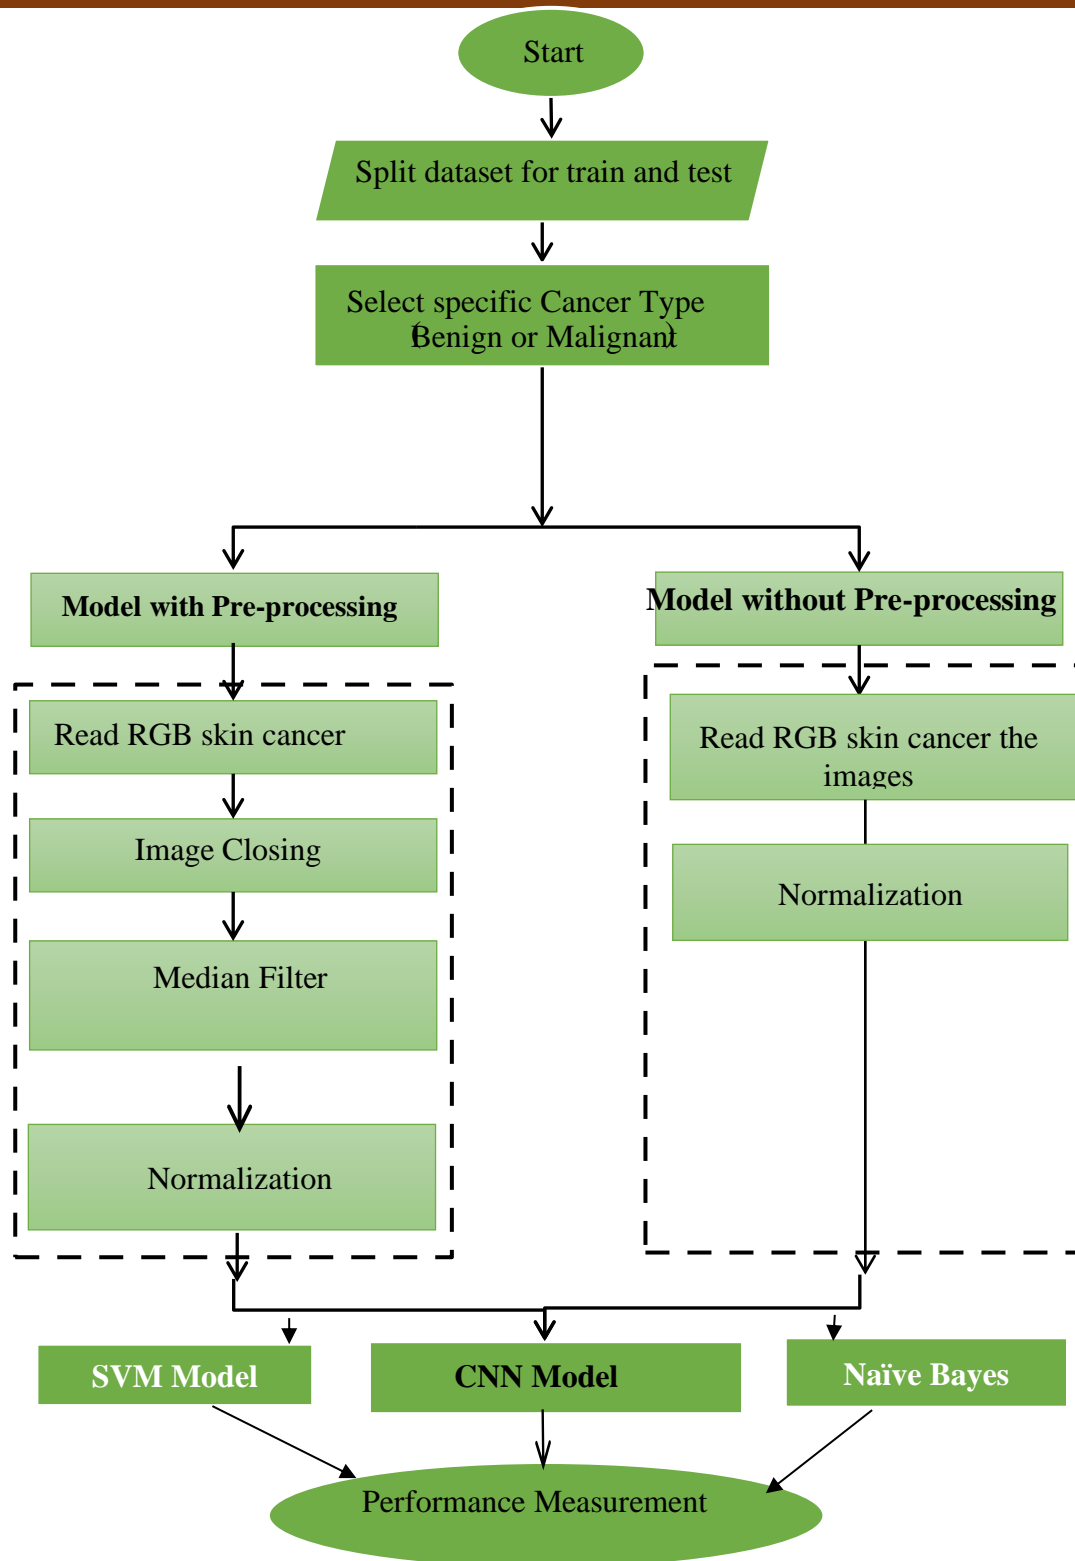 Start
Split dataset for train and test
Select specific Cancer Type
(Benign or Malignant)
Model with Pre-processing
Model without Pre-processing
Read RGB skin cancer
Image Closing
Median Filter
Normalization
Read RGB skin cancer the
images
Normalization
SVM Model
CNN Model
Naïve Bayes
Performance Measurement